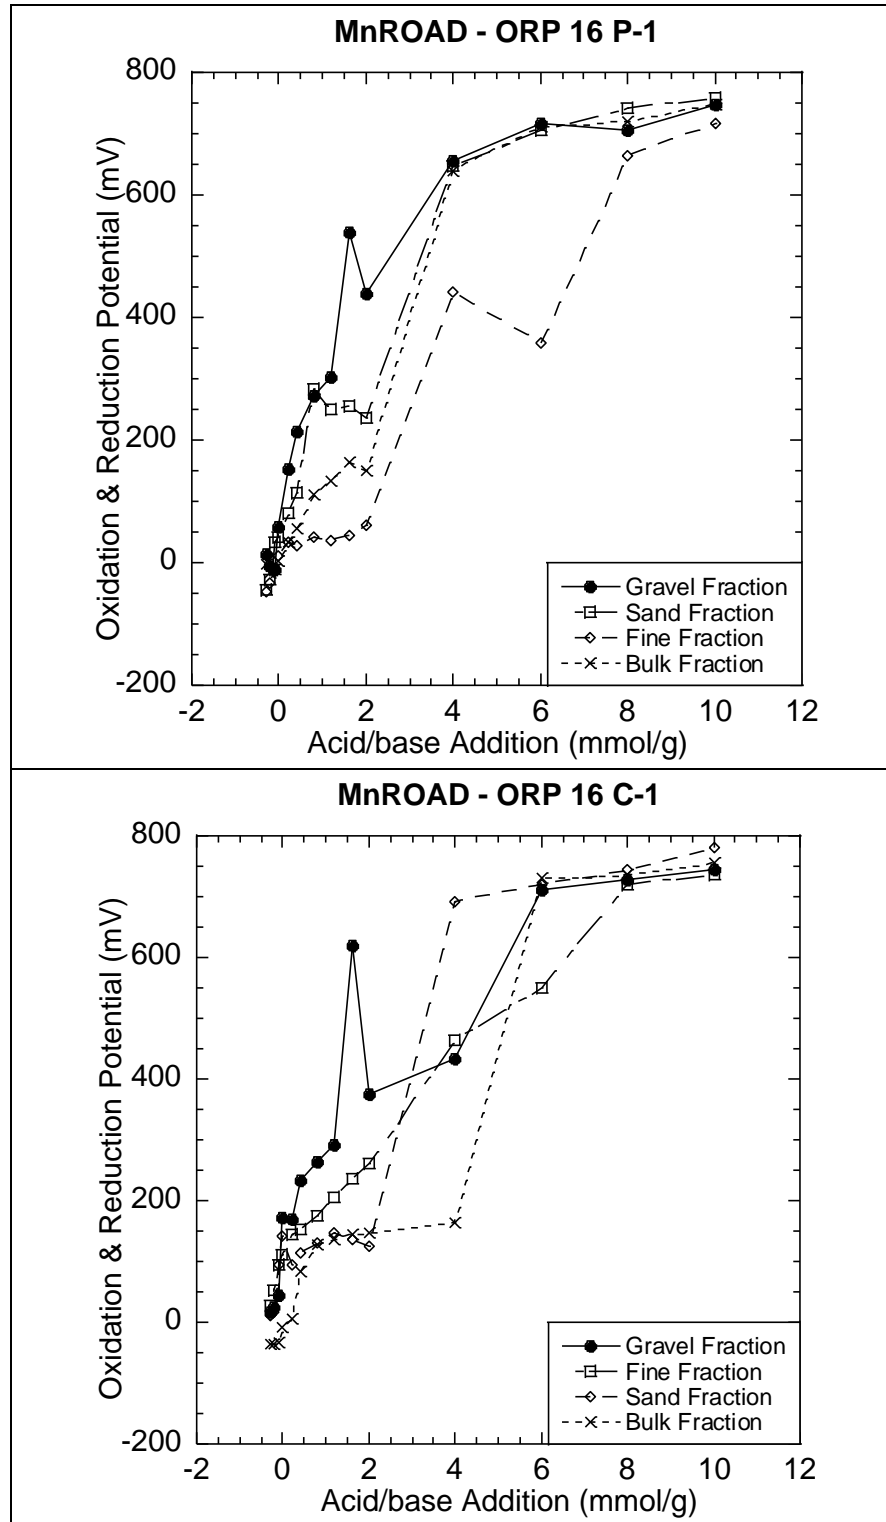 MnROAD - ORP 16 P-1
800
600
400
200
0
-200
Oxidation & Reduction Potential (mV)
Gravel Fraction
Sand Fraction
Fine Fraction
Bulk Fraction
-2 0 2 4 6 8 10 12
Acid/base Addition (mmol/g)
MnROAD - ORP 16 C-1
800
600
400
200
0
-200
Oxidation & Reduction Potential (mV)
Gravel Fraction
Fine Fraction
Sand Fraction
Bulk Fraction
-2 0 2 4 6 8 10 12
Acid/base Addition (mmol/g)